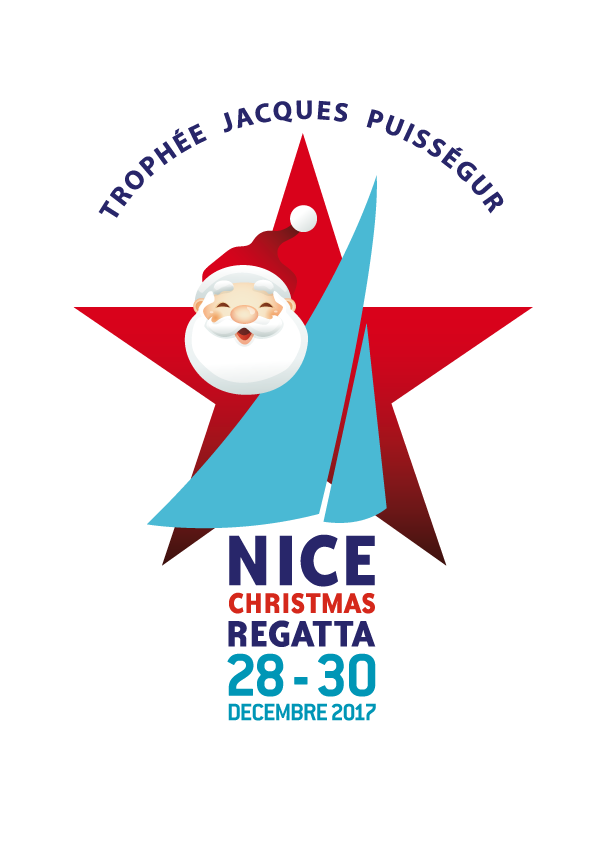 TROPHÉE JACQUES PUISSÉGUR
NICE
CHRISTMAS
REGATTA
28 - 30
DECEMBRE 2017